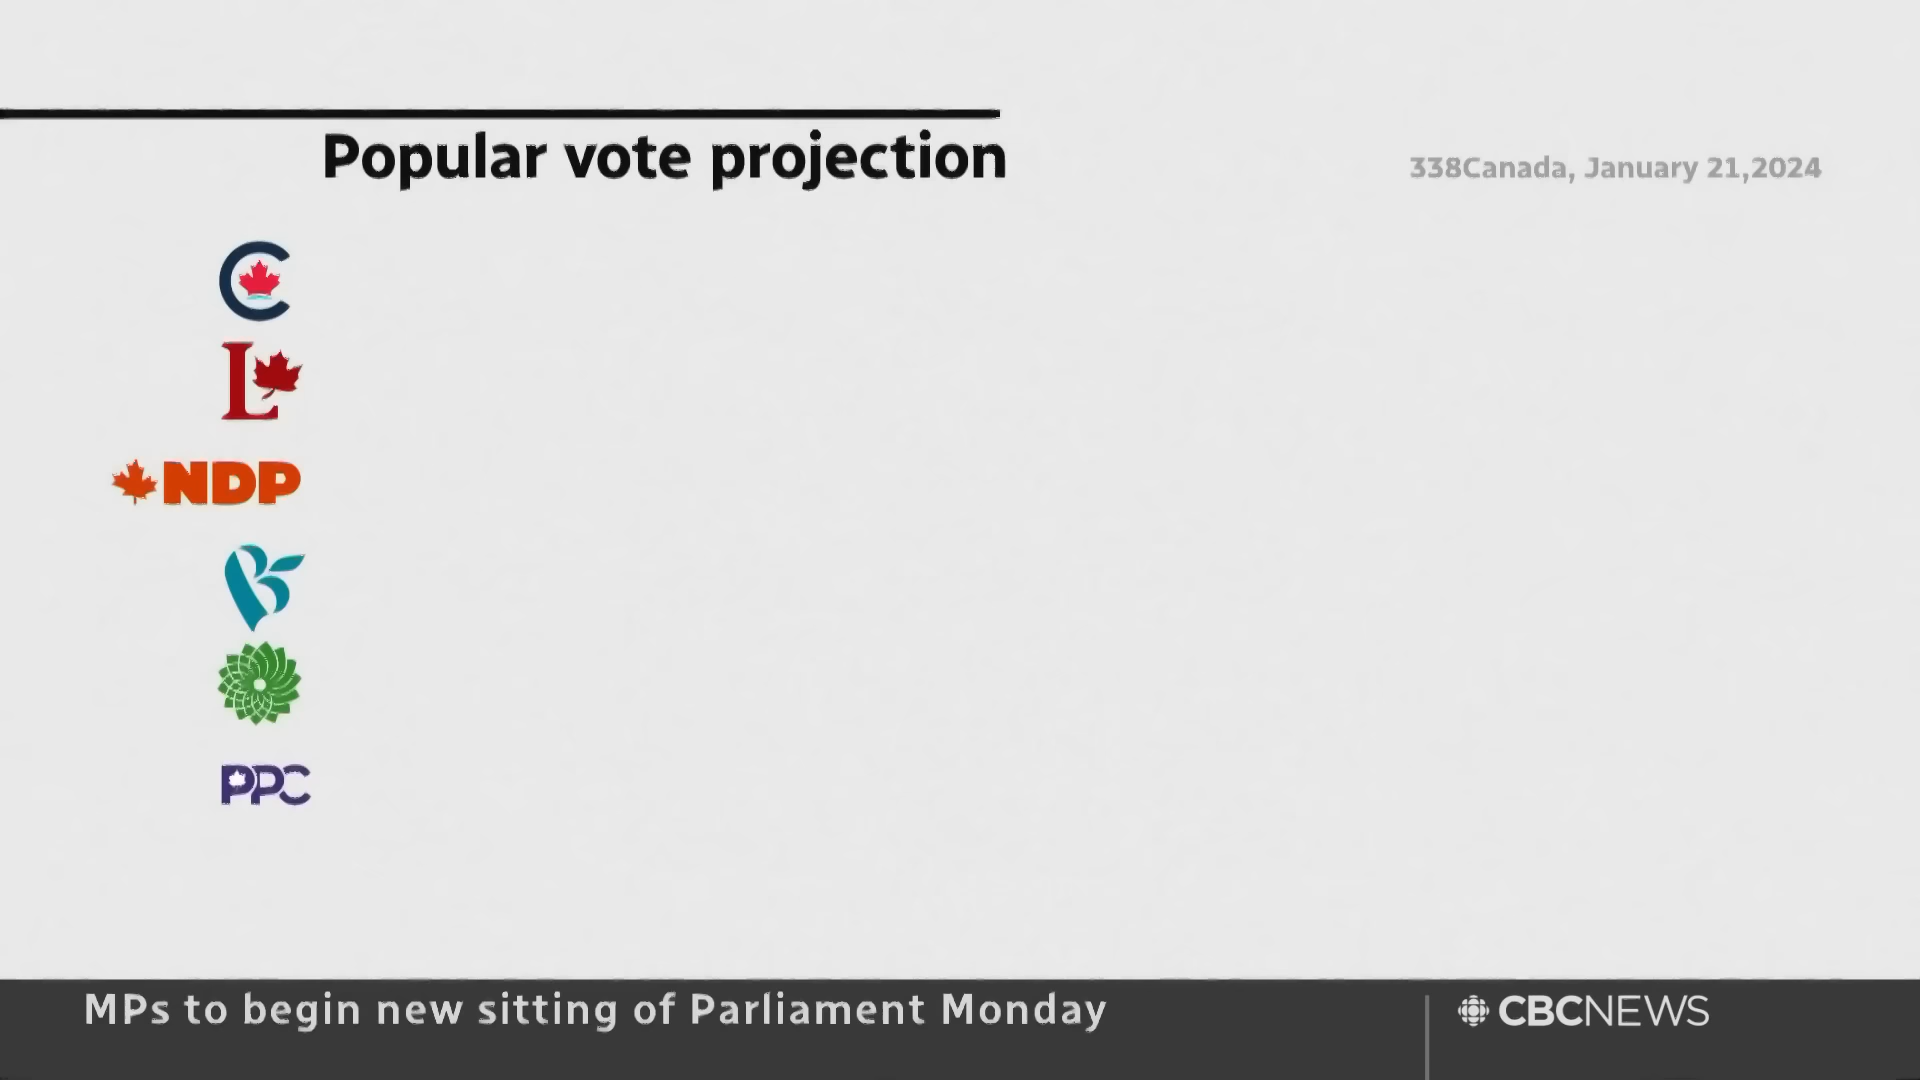 Popular vote projection
338Canada, January 21,2024
C
L
NDP
PPC
MPs to begin new sitting of Parliament Monday
CBCNEWS